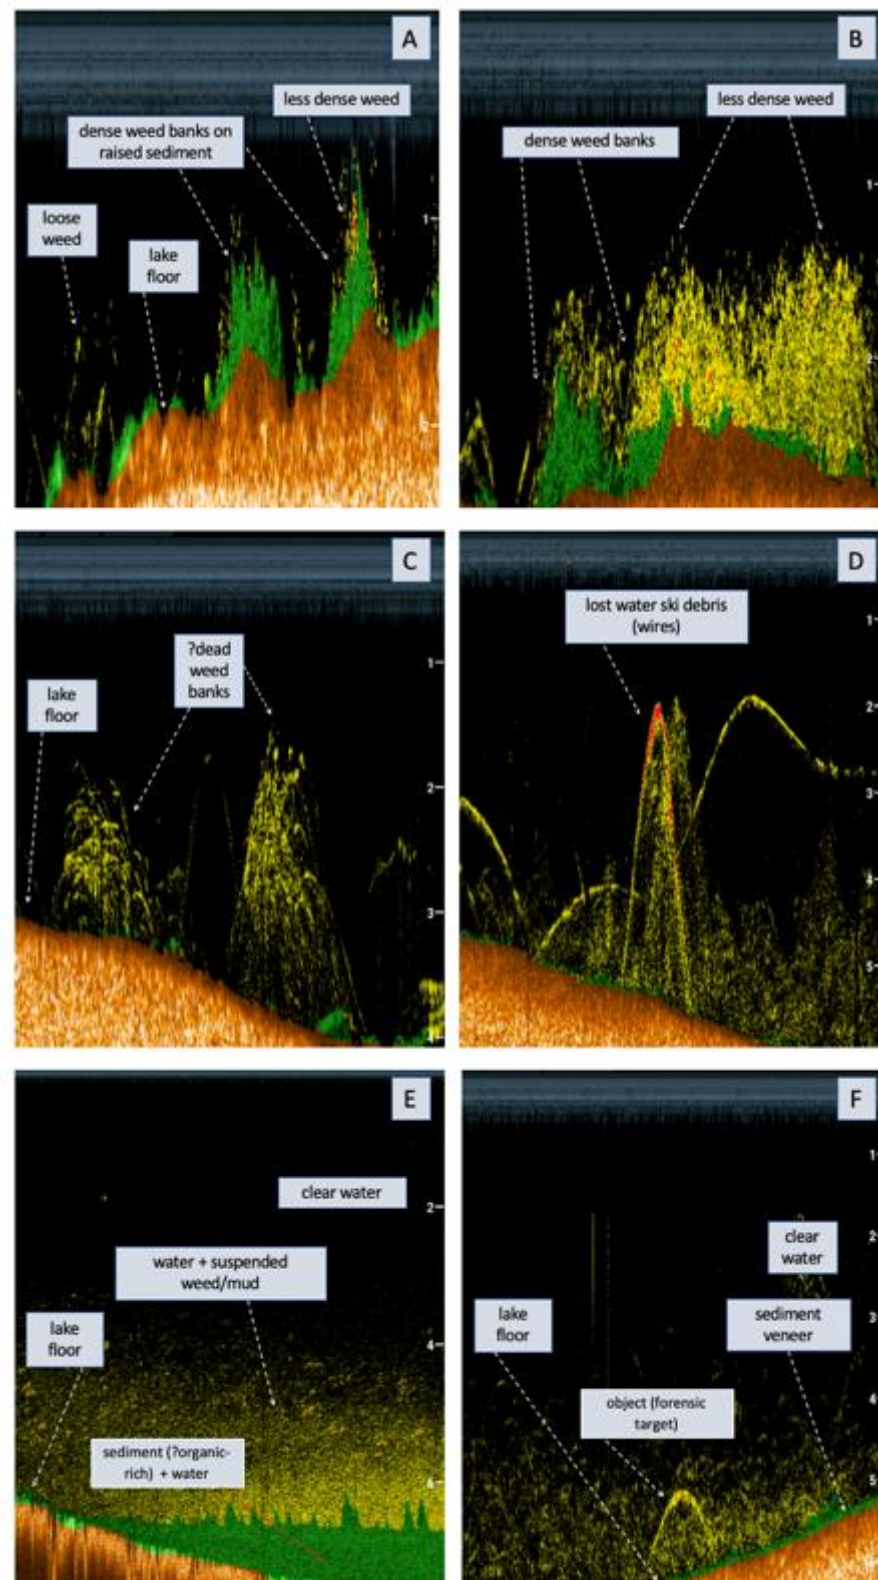 A
less dense weed
dense weed banks on
raised sediment
loose
weed
lake
floor
1
B
less dense weed
dense weed banks
1
2
C
?dead
weed
banks
lake
floor
1
2
3
D
lost water ski debris
(wires)
1
2
3
4
5
E
clear water
2
water + suspended
weed/mud
lake
floor
4
sediment (?organic-
rich) + water
6
F
1
2
clear
water
lake
floor
3
sediment
veneer
4
object (forensic
target)
5